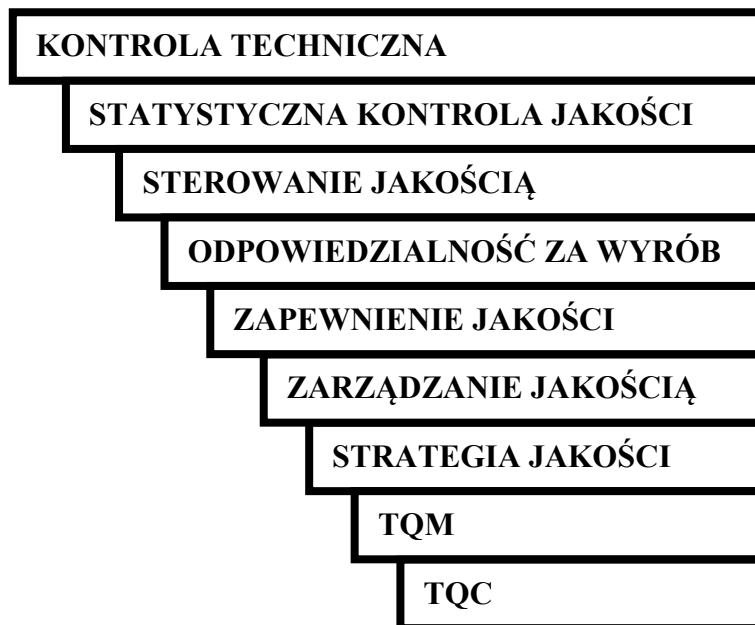 KONTROLA TECHNICZNA
STATYSTYCZNA KONTROLA JAKOŚCI
STEROWANIE JAKOŚCIĄ
ODPOWIEDZIALNOŚĆ ZA WYRÓB
ZAPEWNIENIE JAKOŚCI
ZARZĄDZANIE JAKOŚCIĄ
STRATEGIA JAKOŚCI
TQM
TQC